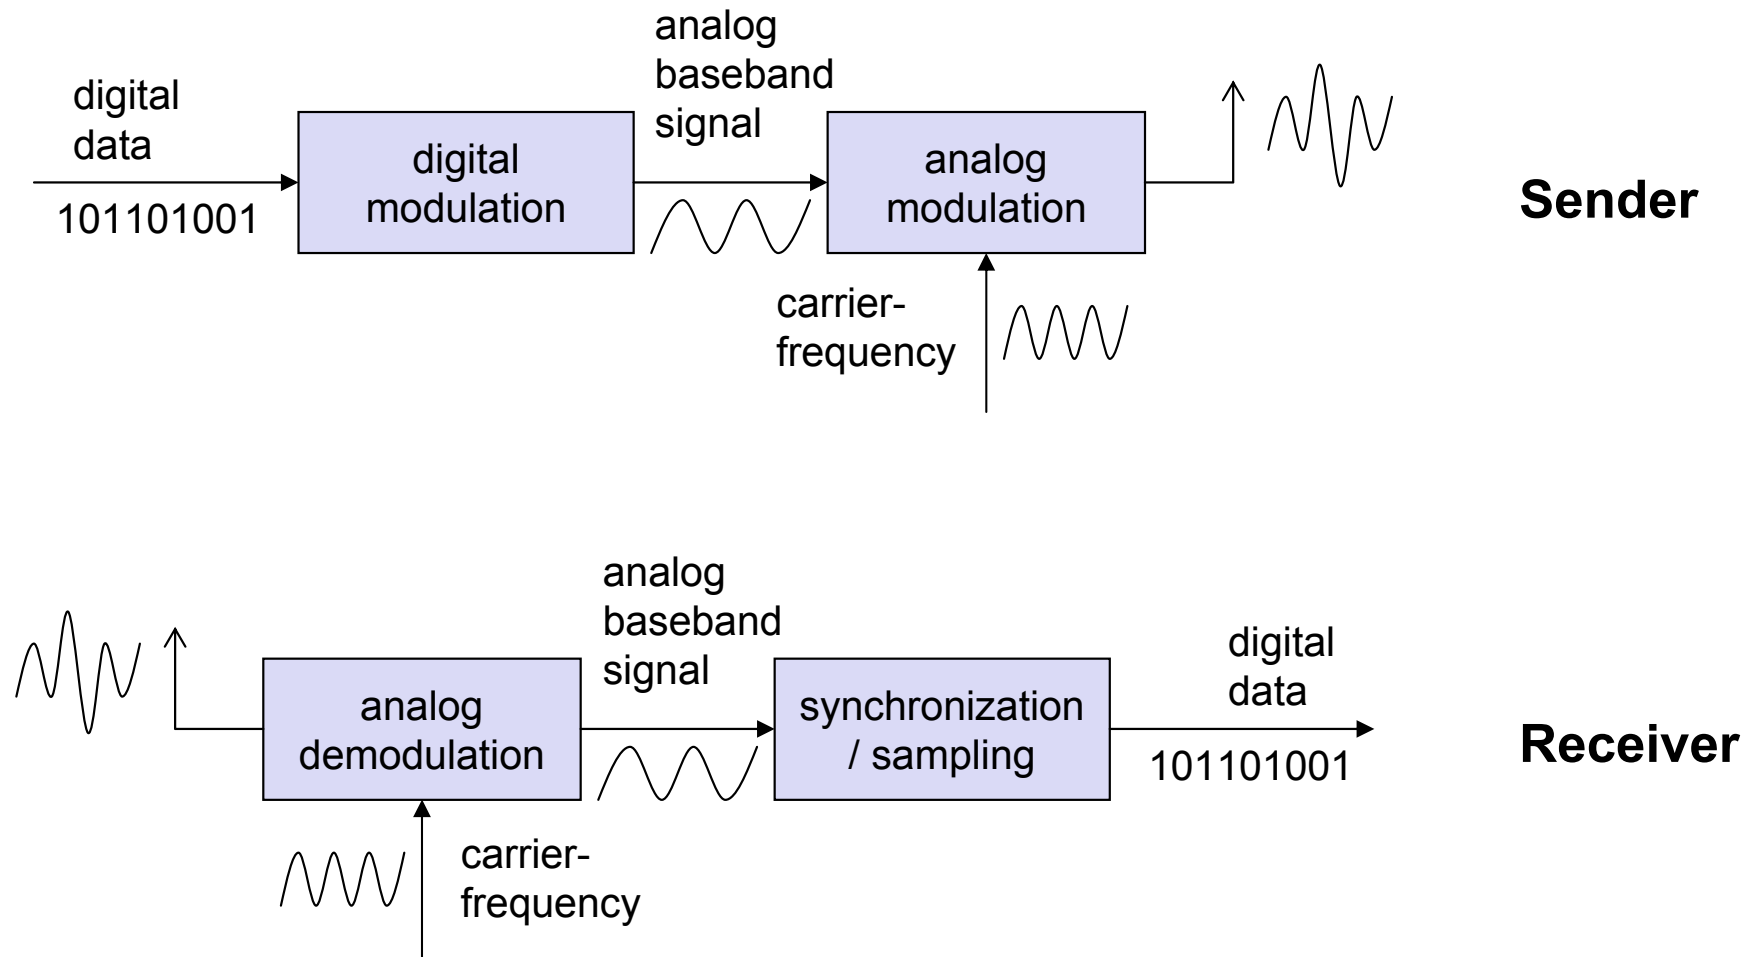 digital
data
101101001
digital
modulation
analog
baseband
signal
analog
modulation
carrier-
frequency
Sender
analog
demodulation
carrier-
frequency
analog
baseband
signal
synchronization
/ sampling
digital
data
101101001
Receiver